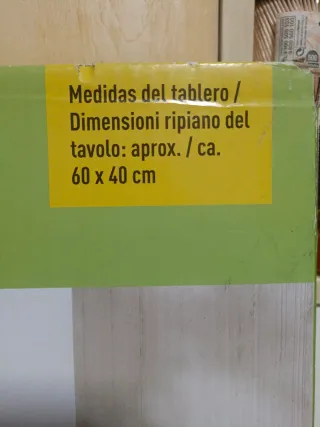 Medidas del tablero /
Dimensioni ripiano del
tavolo: aprox. / ca.
60 x 40 cm